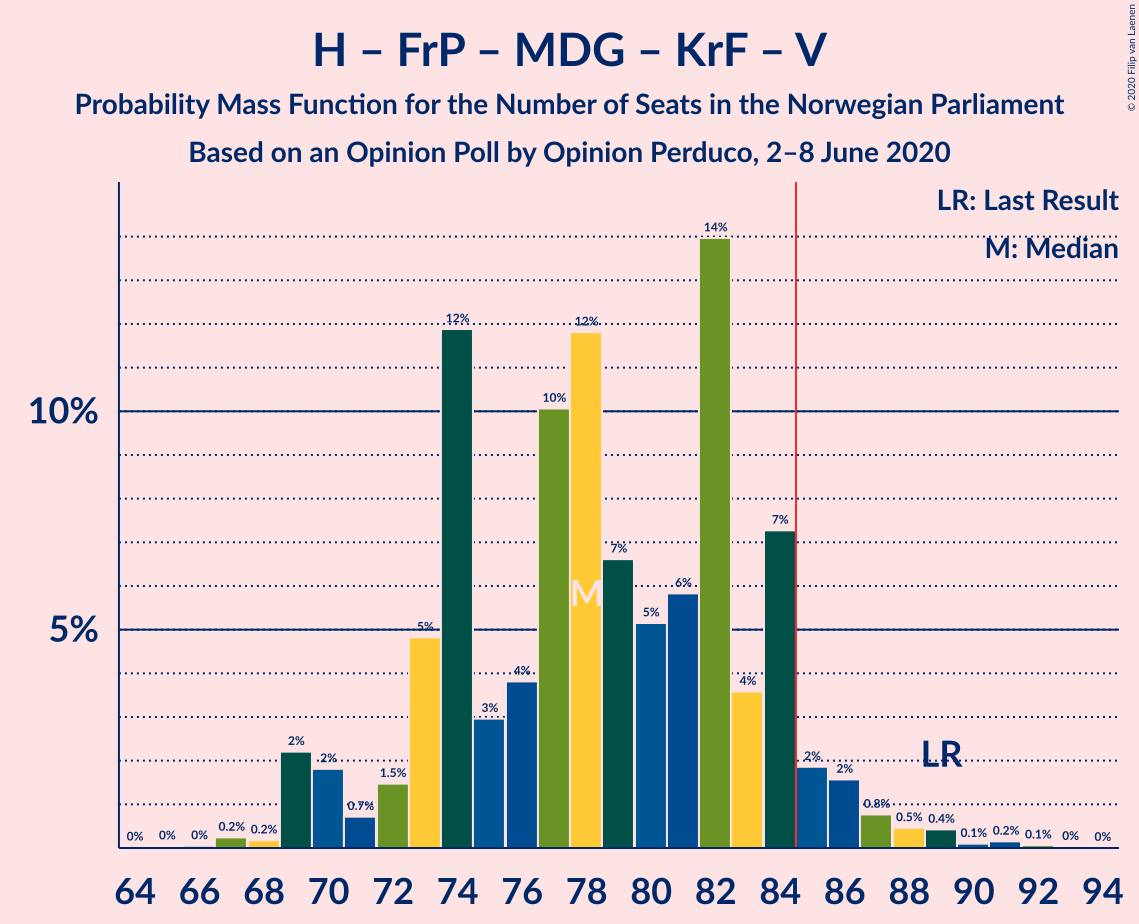 H – FrP – MDG – KrF – V
Probability Mass Function for the Number of Seats in the Norwegian Parliament
Based on an Opinion Poll by Opinion Perduco, 2–8 June 2020
© 2020 Filip van Laenen
LR: Last Result
M: Median
10%
5%
0% 0% 0% 0.2% 0.2% 2% 2% 0.7% 1.5% 5% 12% 3% 4% 10% 12% 7% 5% 6% 14% 4% 7% 2% 2% 0.8% 0.5% 0.4% 0.1% 0.2% 0.1% 0% 0%
M
LR
64 66 68 70 72 74 76 78 80 82 84 86 88 90 92 94